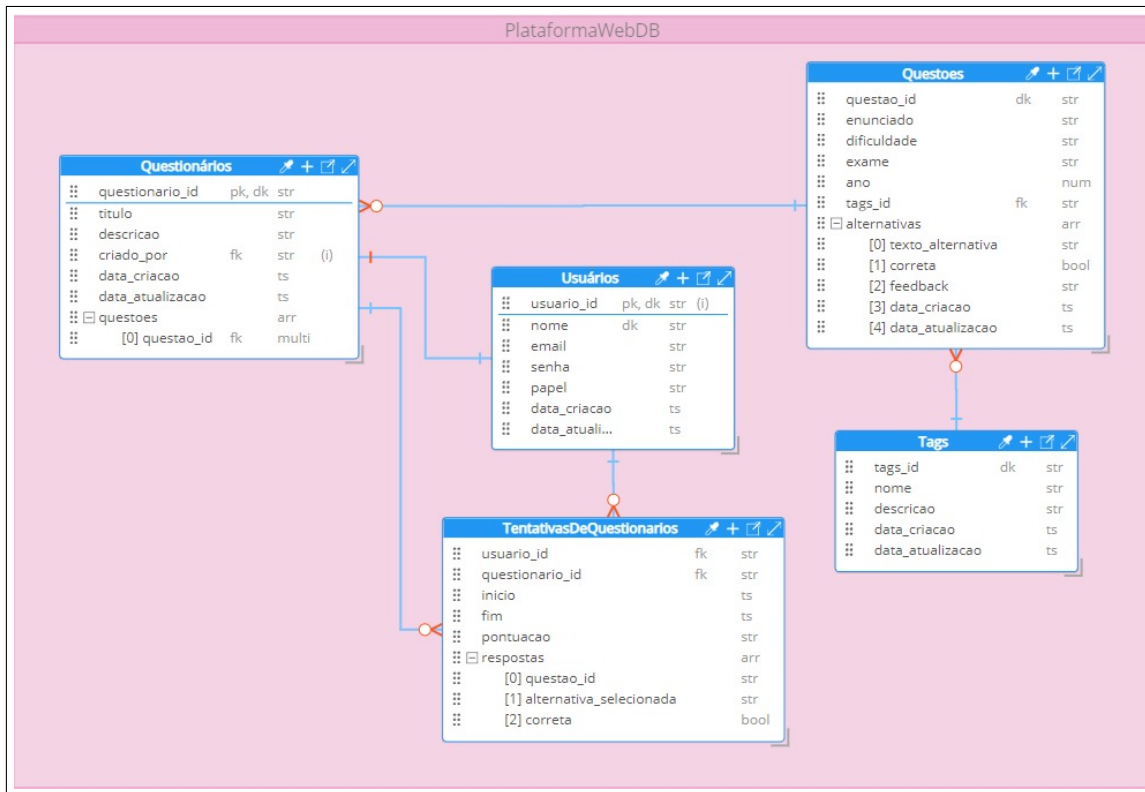 PlataformaWebDB
Questionários
questionario_id pk, dk str
titulo str
descricao str
criado_por fk str (i)
data_criacao ts
data_atualizacao ts
questoes arr
[0] questao_id fk multi
Usuários
usuario_id pk, dk str (i)
nome dk str
email str
senha str
papel str
data_criacao ts
data_atuali... ts
Questoes
questao_id dk str
enunciado str
dificuldade str
exame str
ano num
tags_id fk str
alternativas arr
[0] texto_alternativa str
[1] correta bool
[2] feedback str
[3] data_criacao ts
[4] data_atualizacao ts
Tags
tags_id dk str
nome str
descricao str
data_criacao ts
data_atualizacao ts
TentativasDeQuestionarios
usuario_id fk str
questionario_id fk str
inicio ts
fim ts
pontuacao str
respostas arr
[0] questao_id str
[1] alternativa_selecionada str
[2] correta bool